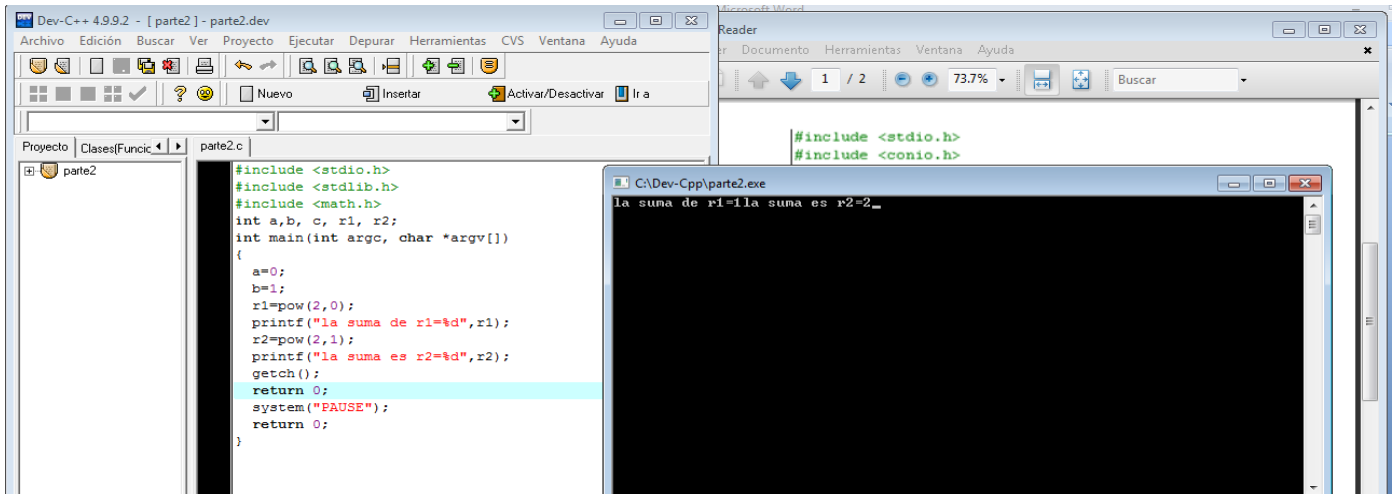 Microsoft Word
Dev-C++ 4.9.9.2 - [ parte2 ] - parte2.dev
Archivo Edición Buscar Ver Proyecto Ejecutar Depurar Herramientas CVS Ventana Ayuda
Nuevo Insertar Activar/Desactivar Ir a
Proyecto Clases(Funcic parte2.c
parte2
#include <stdio.h>
#include <stdlib.h>
#include <math.h>
int a,b, c, r1, r2;
int main(int argc, char *argv[])
{
a=0;
b=1;
r1=pow(2,0);
printf("la suma de r1=%d",r1);
r2=pow(2,1);
printf("la suma es r2=%d",r2);
getch();
return 0;
system("PAUSE");
return 0;
}
Reader
er Documento Herramientas Ventana Ayuda
1 / 2 73.7% Buscar
#include <stdio.h>
#include <conio.h>
C:\Dev-Cpp\parte2.exe
la suma de r1=1la suma es r2=2_